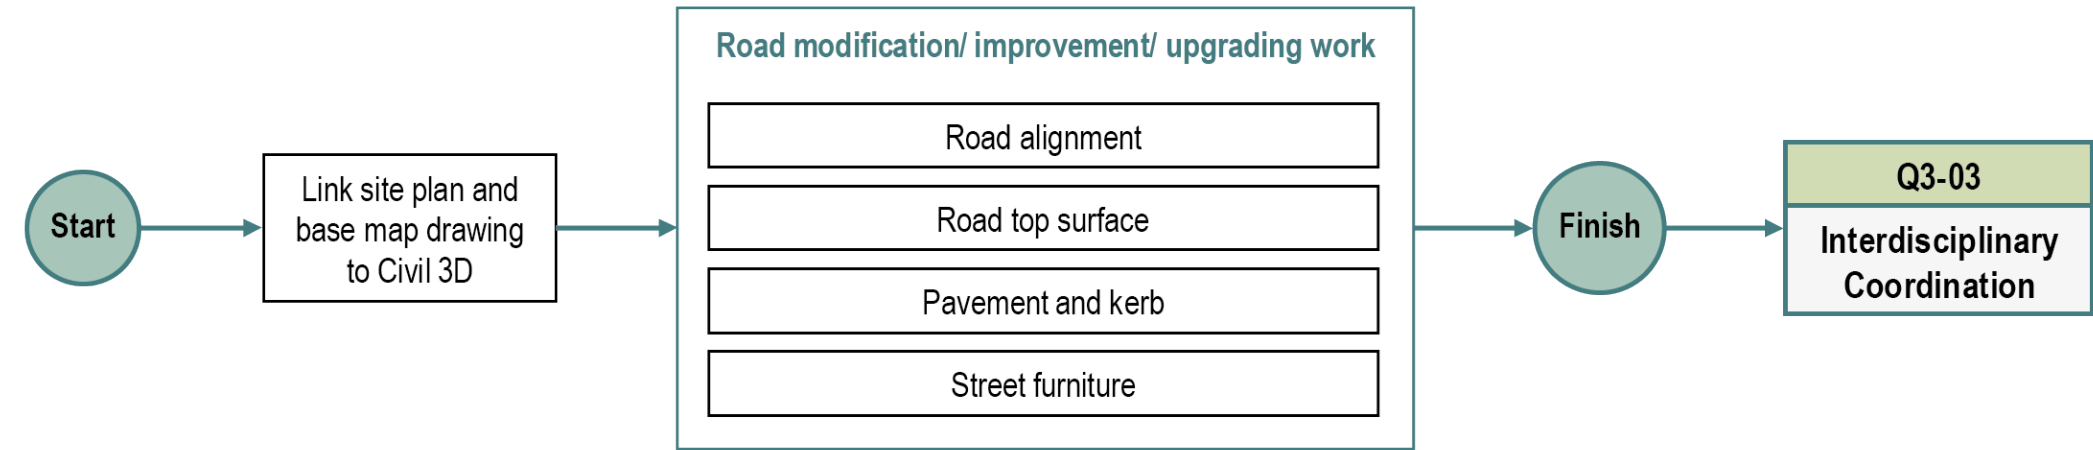 Start
Link site plan and
base map drawing
to Civil 3D
Road modification/ improvement/ upgrading work
Road alignment
Road top surface
Pavement and kerb
Street furniture
Finish
Q3-03
Interdisciplinary
Coordination